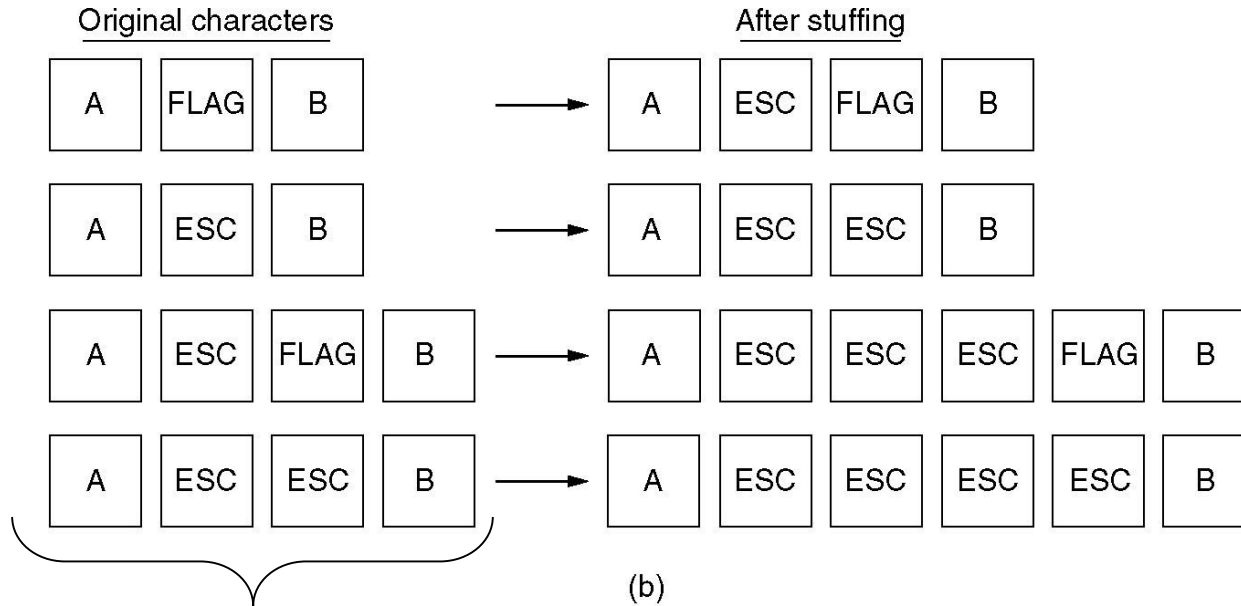 Original characters After stuffing
A FLAG B A ESC FLAG B
A ESC B A ESC ESC B
A ESC FLAG B A ESC ESC ESC FLAG B
A ESC ESC B A ESC ESC ESC ESC B
(b)